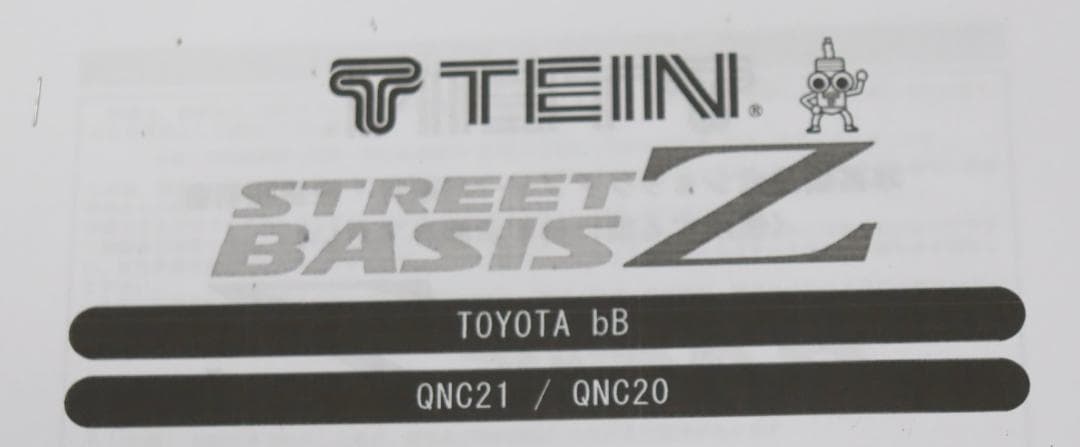 TEIN®
STREET
BASIS Z
TOYOTA bB
QNC21 / QNC20